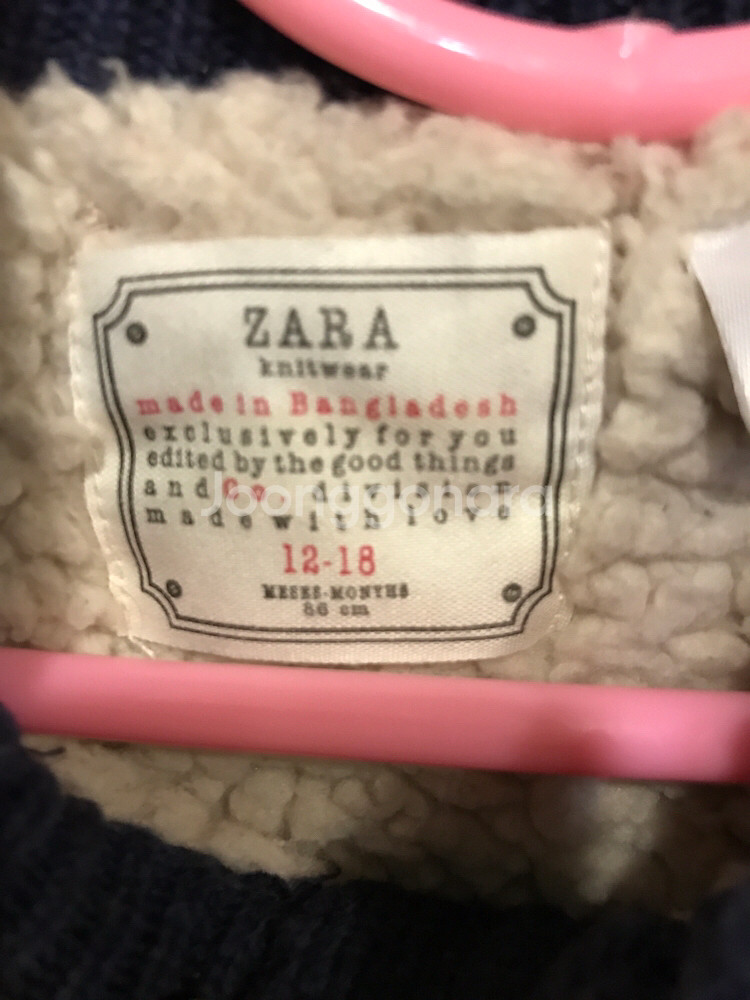 ZARA
knitwear
made in Bangladesh
exclusively for you
edited by the good things
and Co. division
made with love
Joonggonara
12-18
MESES-MONTHS
86 cm